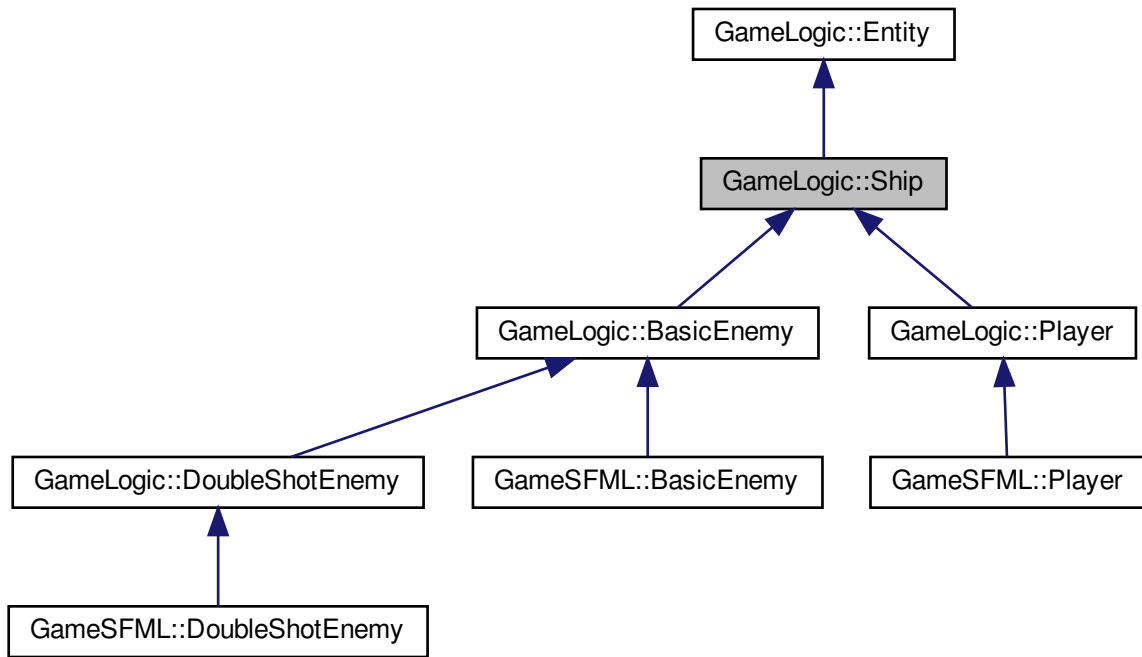 GameLogic::Entity
GameLogic::Ship
GameLogic::BasicEnemy
GameLogic::Player
GameLogic::DoubleShotEnemy
GameSFML::BasicEnemy
GameSFML::Player
GameSFML::DoubleShotEnemy